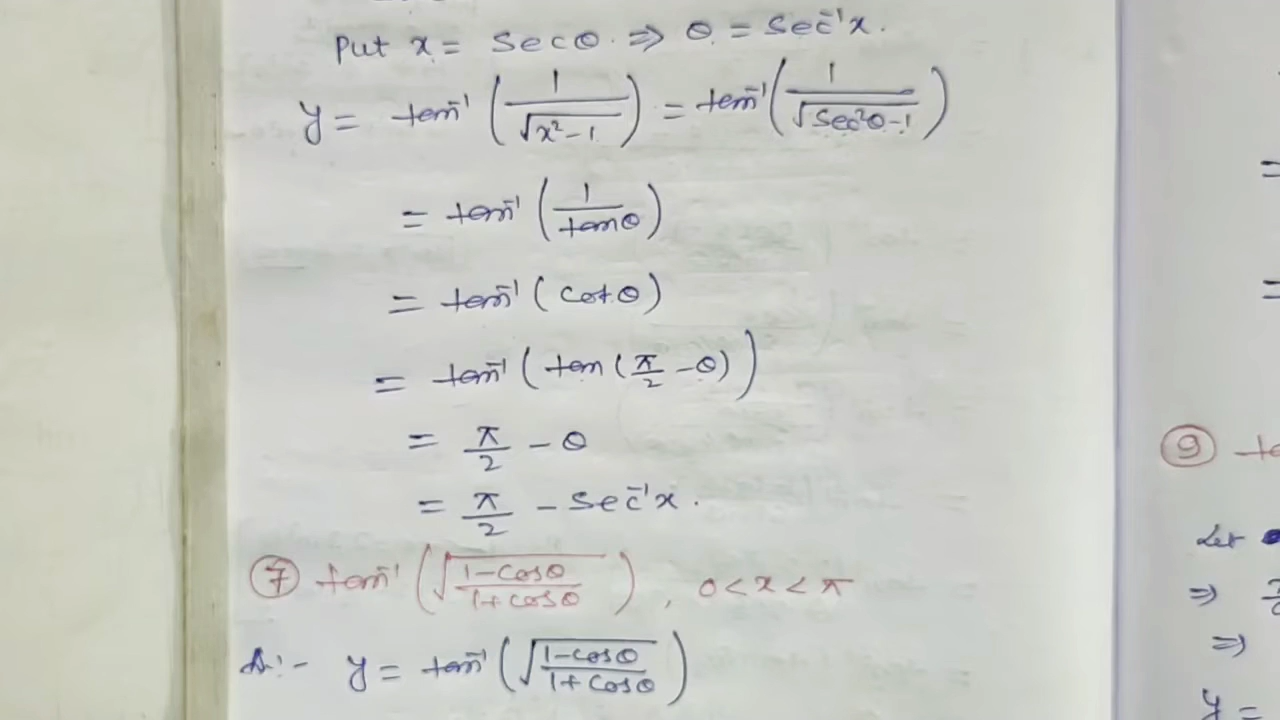 Put x = Secθ ⇒ θ = Sec⁻¹x.
y = tan⁻¹(1/√(x²-1)) = tan⁻¹(1/√(Sec²θ-1))
= tan⁻¹(1/tanθ)
= tan⁻¹(Cotθ)
= tan⁻¹(tan(π/2 - θ))
= π/2 - θ
= π/2 - Sec⁻¹x.
⑦ tan⁻¹(√((1-Cosθ)/(1+Cosθ))), 0<x<π
A:- y = tan⁻¹(√((1-Cosθ)/(1+Cosθ)))
=
=
⑨
Let
⇒
⇒
y =